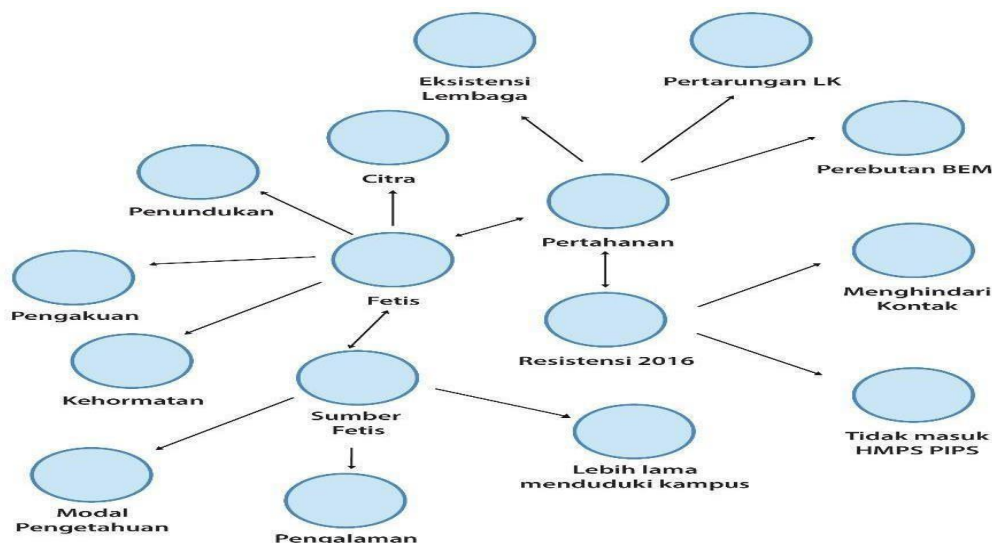 Eksistensi
Lembaga
Pertarungan LK
Citra
Perebutan BEM
Penundukan
Pertahanan
Fetis
Menghindari
Kontak
Pengakuan
Resistensi 2016
Kehormatan
Sumber
Fetis
Tidak masuk
HMPS PIPS
Lebih lama
menduduki kampus
Modal
Pengetahuan
Pengalaman